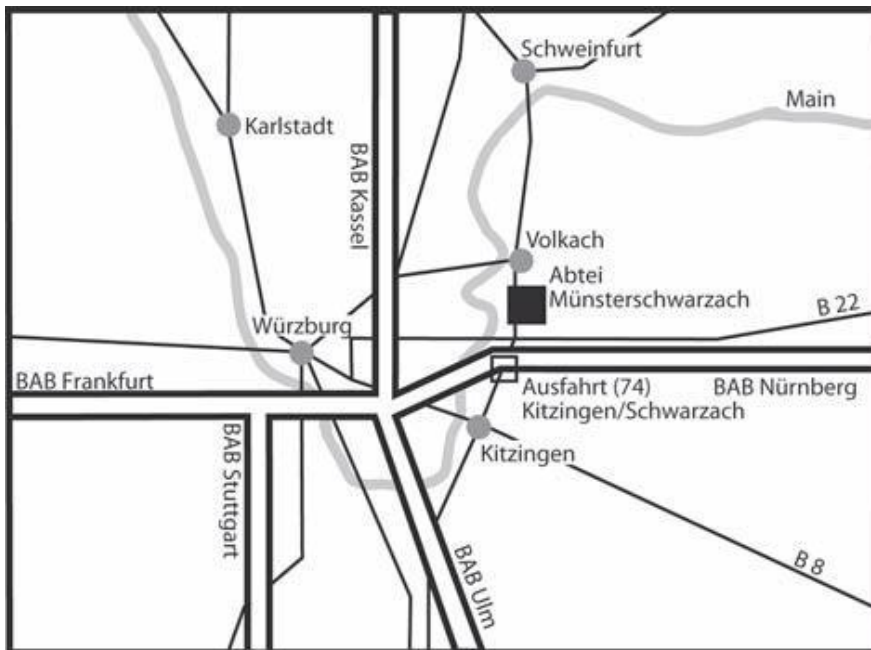 Schweinfurt
Main
Karlstadt
BAB Kassel
Volkach
Abtei
Münsterschwarzach
B 22
Würzburg
BAB Frankfurt
Ausfahrt (74)
Kitzingen/Schwarzach
BAB Nürnberg
Kitzingen
BAB Stuttgart
BAB Ulm
B 8